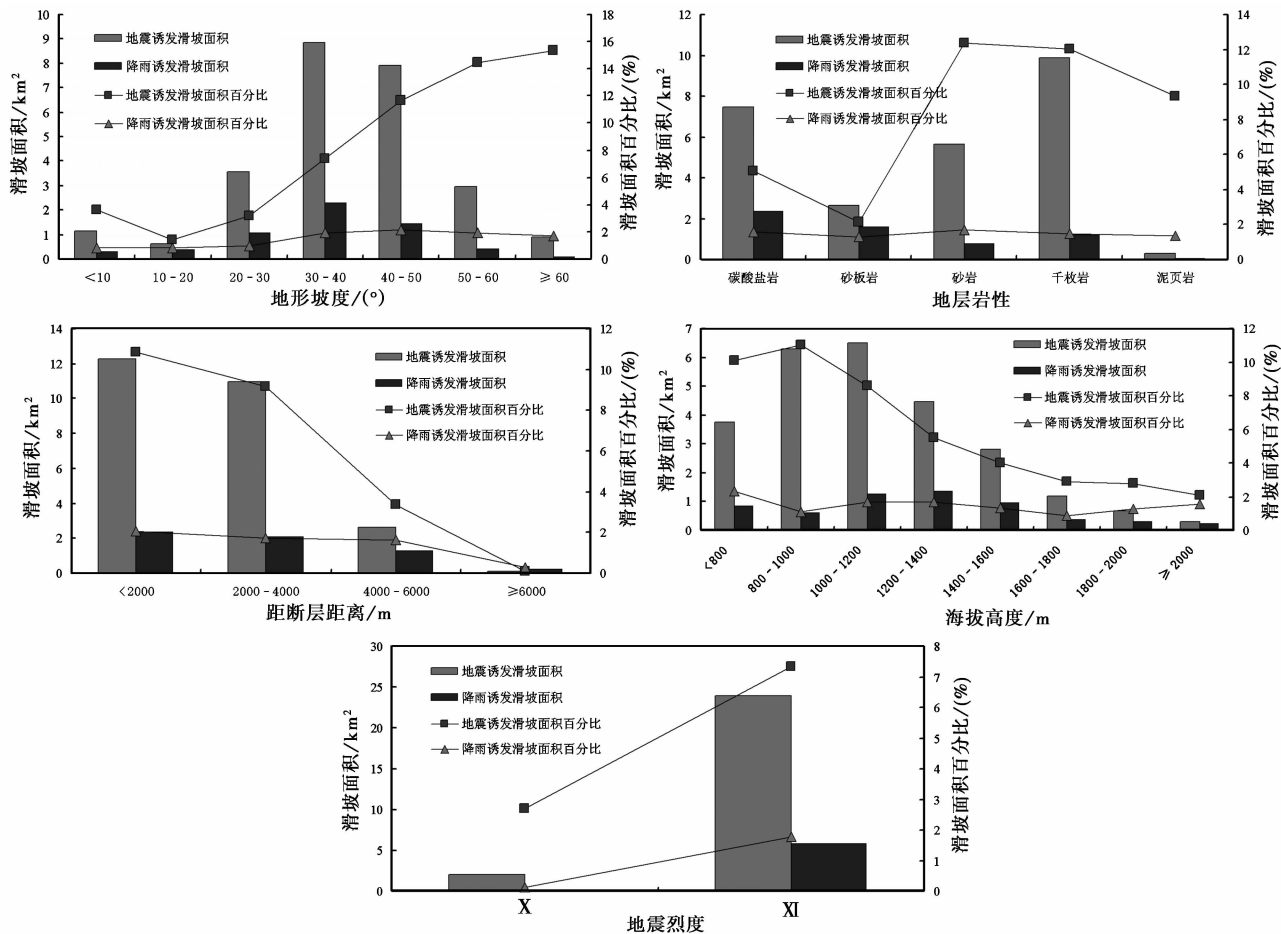 10
9
8
7
6
5
4
3
2
1
0
滑坡面积/km²
地震诱发滑坡面积
降雨诱发滑坡面积
地震诱发滑坡面积百分比
降雨诱发滑坡面积百分比
18
16
14
12
10
8
6
4
2
0
滑坡面积百分比/(%)
<10 10-20 20-30 30-40 40-50 50-60 ≥60
地形坡度/(°)
12
10
8
6
4
2
0
滑坡面积/km²
地震诱发滑坡面积
降雨诱发滑坡面积
地震诱发滑坡面积百分比
降雨诱发滑坡面积百分比
14
12
10
8
6
4
2
0
滑坡面积百分比/(%)
碳酸盐岩 砂板岩 砂岩 千枚岩 泥页岩
地层岩性
14
12
10
8
6
4
2
0
滑坡面积/km²
地震诱发滑坡面积
降雨诱发滑坡面积
地震诱发滑坡面积百分比
降雨诱发滑坡面积百分比
12
10
8
6
4
2
0
滑坡面积百分比/(%)
<2000 2000-4000 4000-6000 ≥6000
距断层距离/m
7
6
5
4
3
2
1
0
滑坡面积/km²
地震诱发滑坡面积
降雨诱发滑坡面积
地震诱发滑坡面积百分比
降雨诱发滑坡面积百分比
12
10
8
6
4
2
0
滑坡面积百分比/(%)
<800 800-1000 1000-1200 1200-1400 1400-1600 1600-1800 1800-2000 ≥2000
海拔高度/m
30
25
20
15
10
5
0
滑坡面积/km²
地震诱发滑坡面积
降雨诱发滑坡面积
地震诱发滑坡面积百分比
降雨诱发滑坡面积百分比
8
7
6
5
4
3
2
1
0
滑坡面积百分比/(%)
Ⅹ Ⅺ
地震烈度